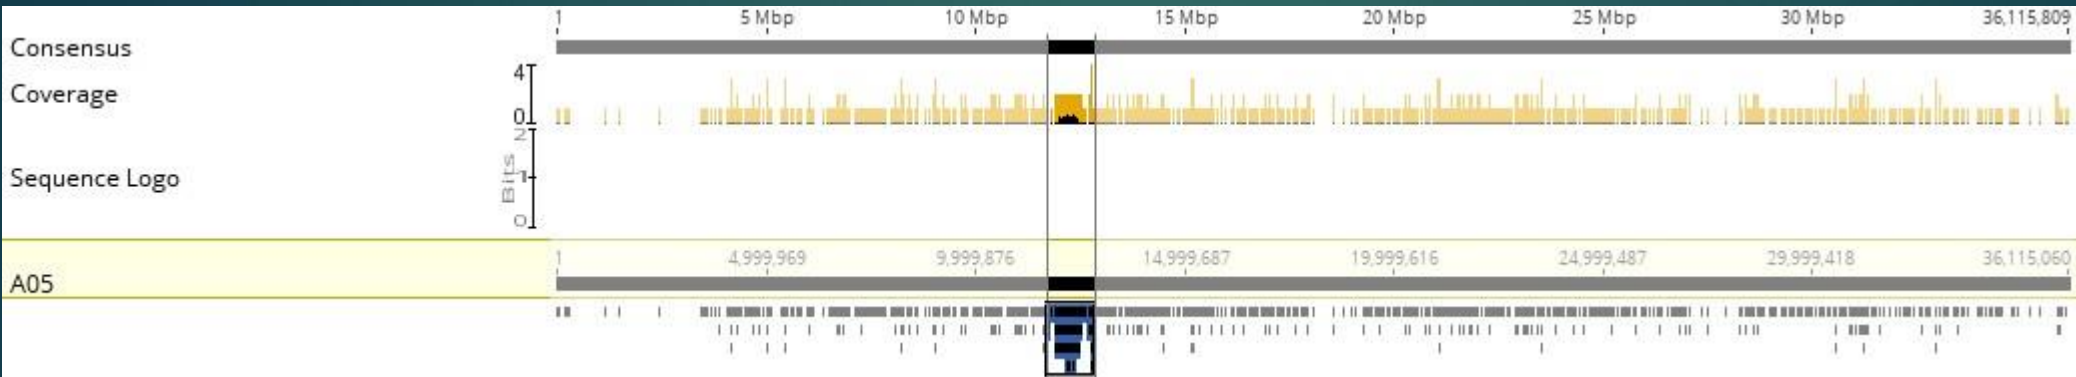 1 5 Mbp 10 Mbp 15 Mbp 20 Mbp 25 Mbp 30 Mbp 36,115,809
Consensus
4
Coverage
0
2
Sequence Logo
Bits
1
0
1 4,999,969 9,999,876 14,999,687 19,999,616 24,999,487 29,999,418 36,115,060
A05